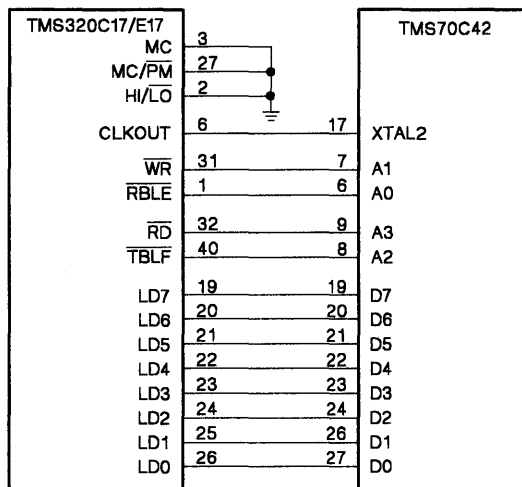 TMS320C17/E17 TMS70C42
MC 3
MC/PM 27
HI/LO 2
CLKOUT 6 17 XTAL2
WR 31 7 A1
RBLE 1 6 A0
RD 32 9 A3
TBLF 40 8 A2
LD7 19 19 D7
LD6 20 20 D6
LD5 21 21 D5
LD4 22 22 D4
LD3 23 23 D3
LD2 24 24 D2
LD1 25 26 D1
LD0 26 27 D0